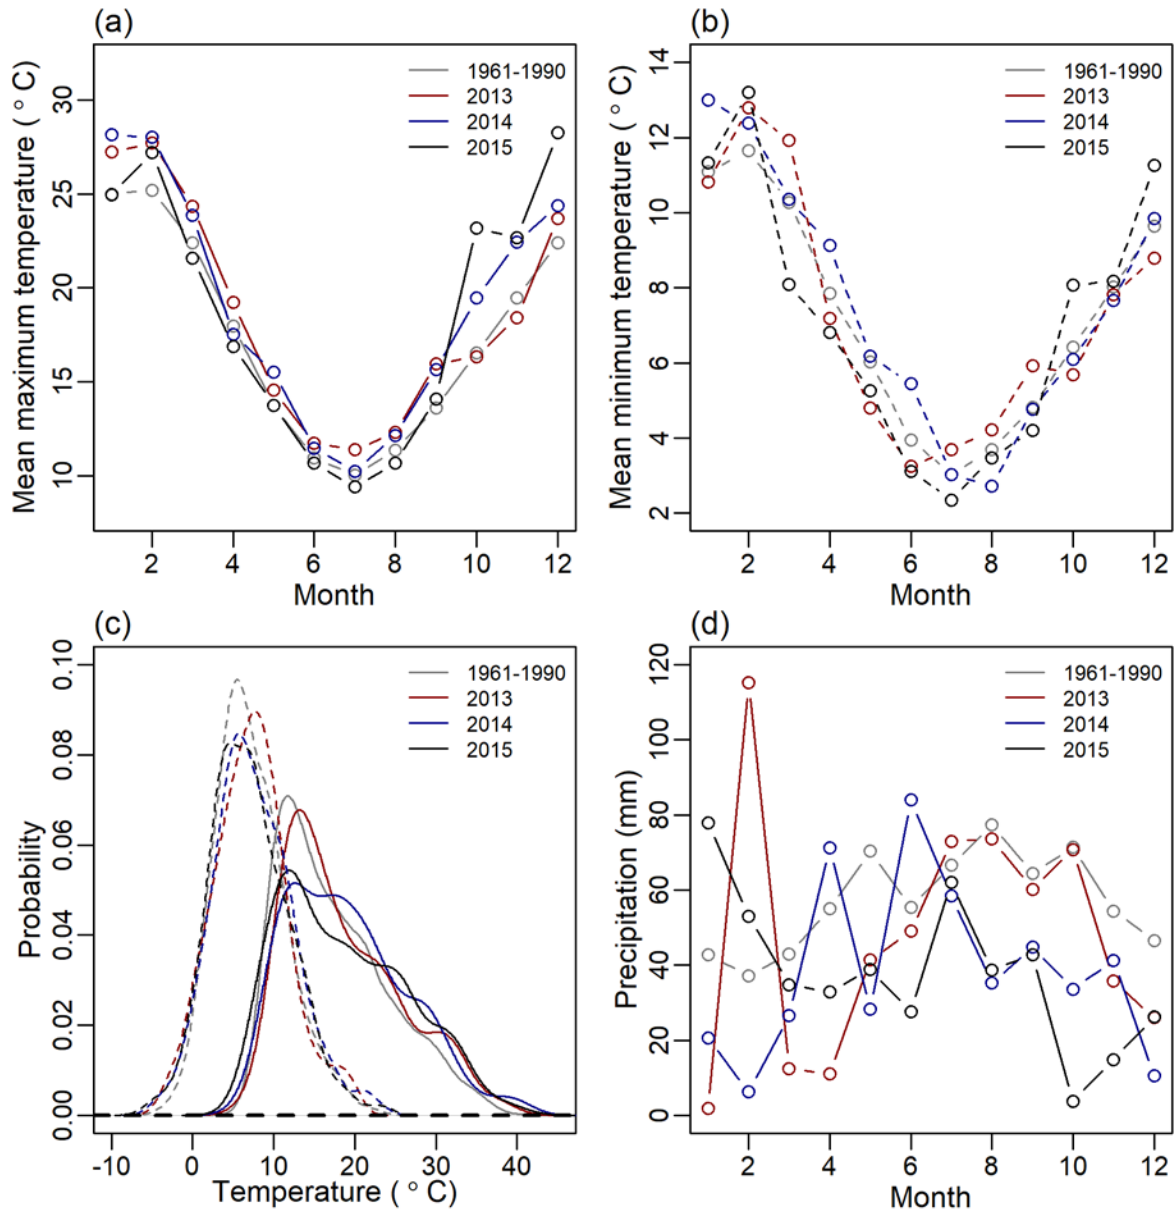 (a)
Mean maximum temperature ( ° C)
30
25
20
15
10
1961-1990
2013
2014
2015
2 4 6 8 10 12
Month
(b)
Mean minimum temperature ( ° C)
14
12
10
8
6
4
2
1961-1990
2013
2014
2015
2 4 6 8 10 12
Month
(c)
Probability
0.10
0.08
0.06
0.04
0.02
0.00
1961-1990
2013
2014
2015
-10 0 10 20 30 40
Temperature ( ° C)
(d)
Precipitation (mm)
120
100
80
60
40
20
0
1961-1990
2013
2014
2015
2 4 6 8 10 12
Month